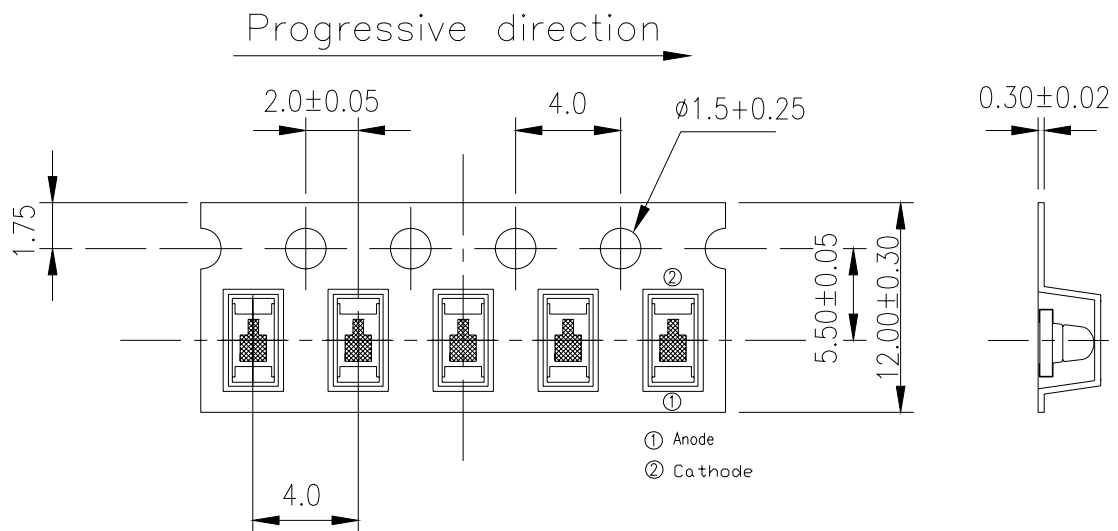 Progressive direction
2.0±0.05
4.0
ø1.5+0.25
0.30±0.02
1.75
5.50±0.05
12.00±0.30
②
①
① Anode
② Cathode
4.0